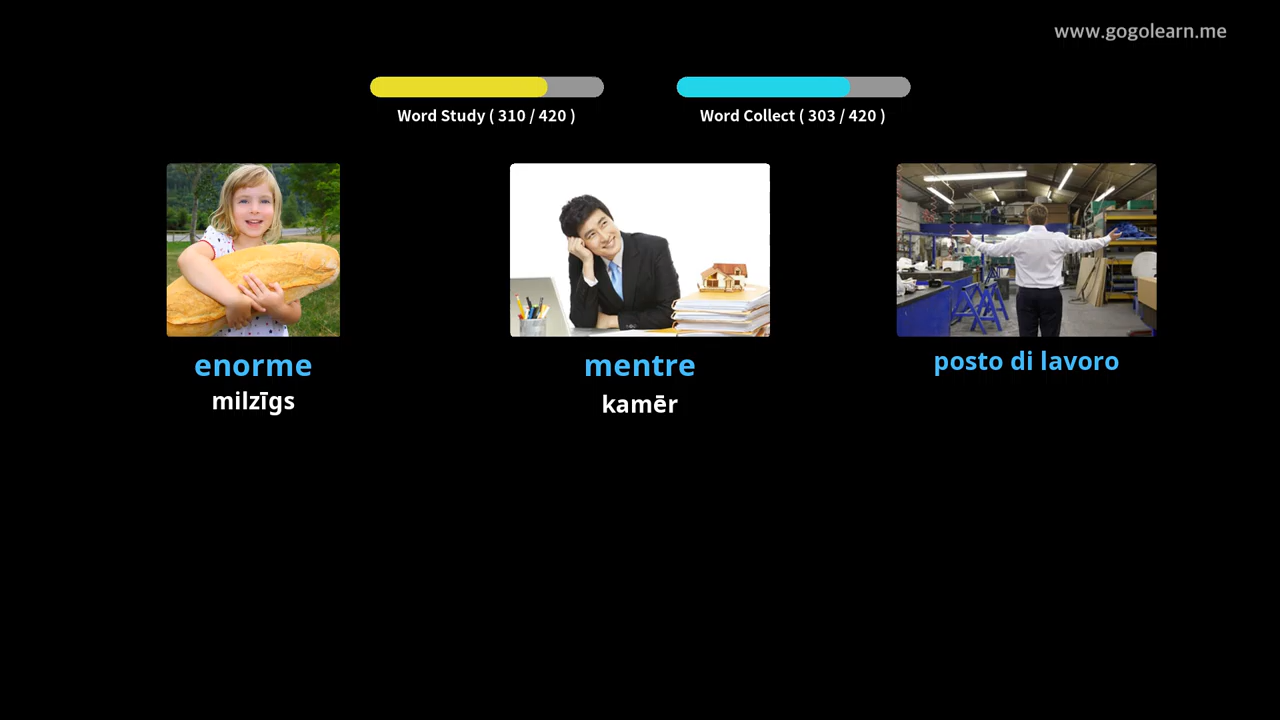 www.gogolearn.me
Word Study ( 310 / 420 )
Word Collect ( 303 / 420 )
enorme
milzīgs
mentre
kamēr
posto di lavoro